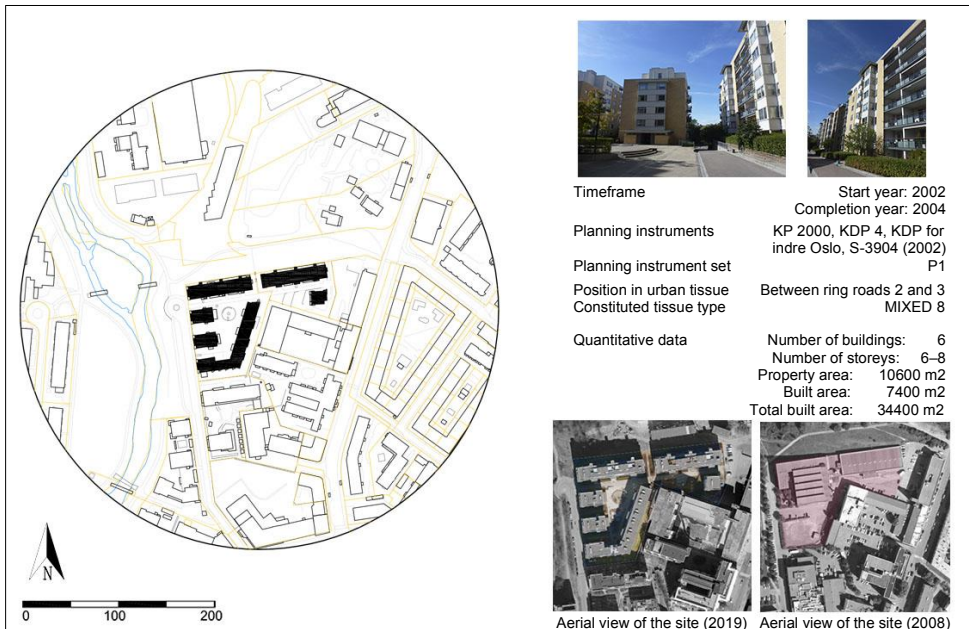 Timeframe Start year: 2002
Completion year: 2004
Planning instruments KP 2000, KDP 4, KDP for
indre Oslo, S-3904 (2002)
Planning instrument set P1
Position in urban tissue Between ring roads 2 and 3
Constituted tissue type MIXED 8
Quantitative data Number of buildings: 6
Number of storeys: 6–8
Property area: 10600 m2
Built area: 7400 m2
Total built area: 34400 m2
N
0 100 200
Aerial view of the site (2019) Aerial view of the site (2008)